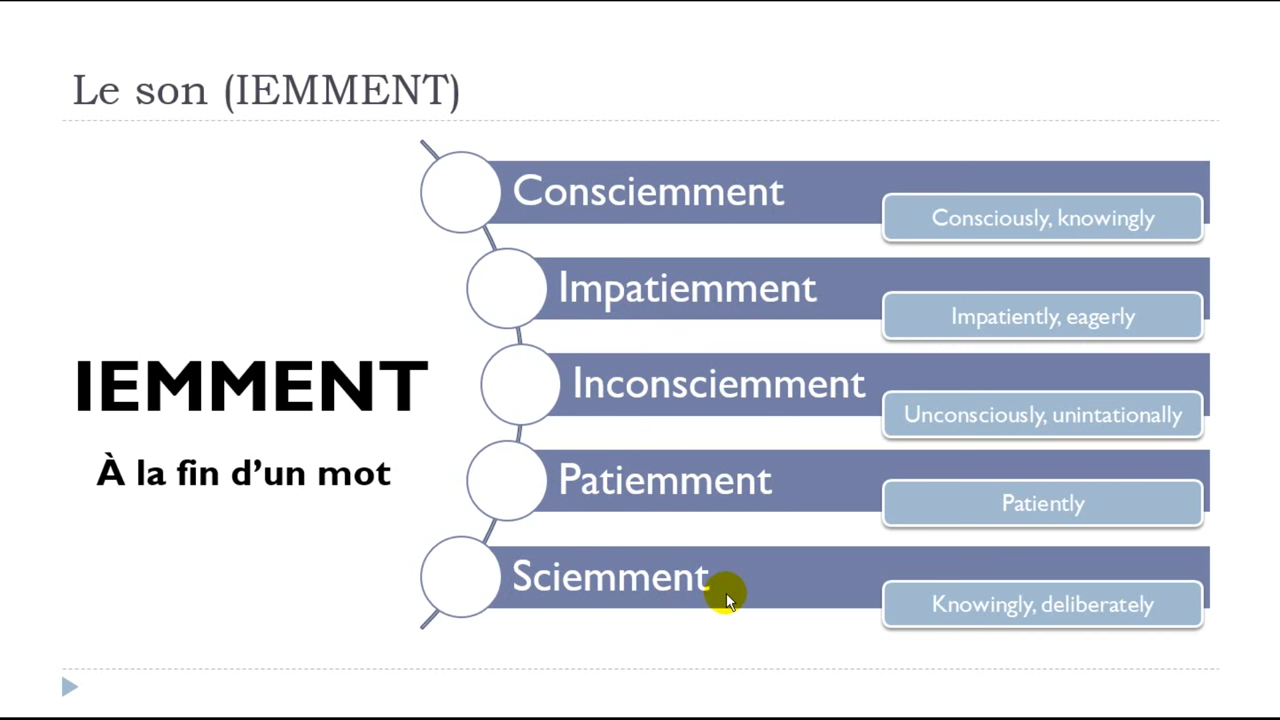 Le son (IEMMENT)
Consciemment
Consciously, knowingly
Impatiemment
Impatiently, eagerly
IEMMENT
À la fin d’un mot
Inconsciemment
Unconsciously, unintationally
Patiemment
Patiently
Sciemment
Knowingly, deliberately